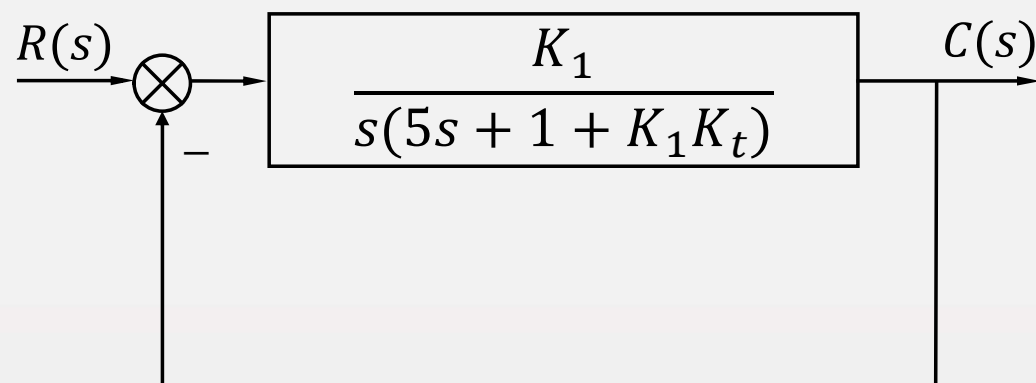 R(s)
C(s)
K₁
s(5s + 1 + K₁Kₜ)
−